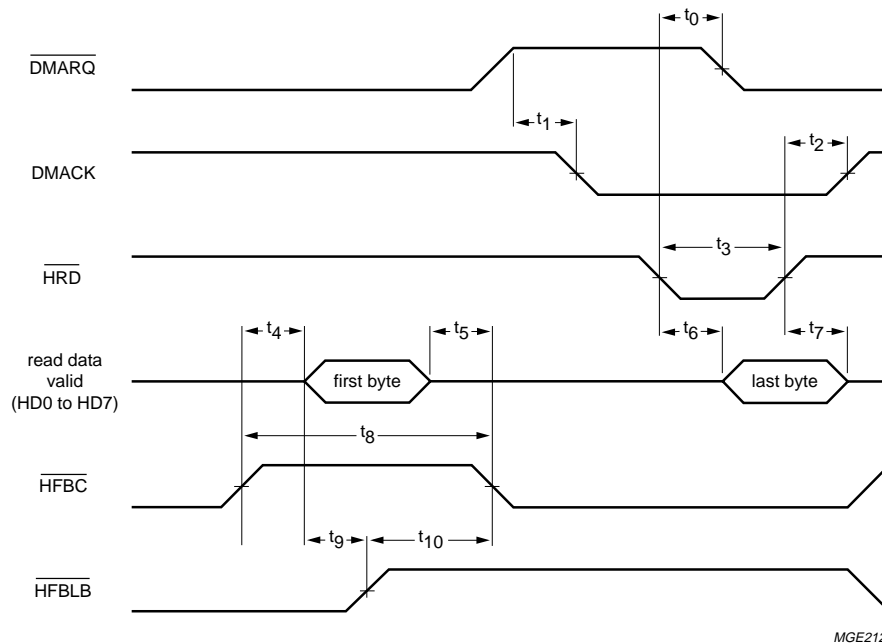 t0
DMARQ
t1
t2
DMACK
t3
HRD
t4
t5
t6
t7
read data
valid
(HD0 to HD7)
first byte
last byte
t8
HFBC
t9
t10
HFBLB
MGE212